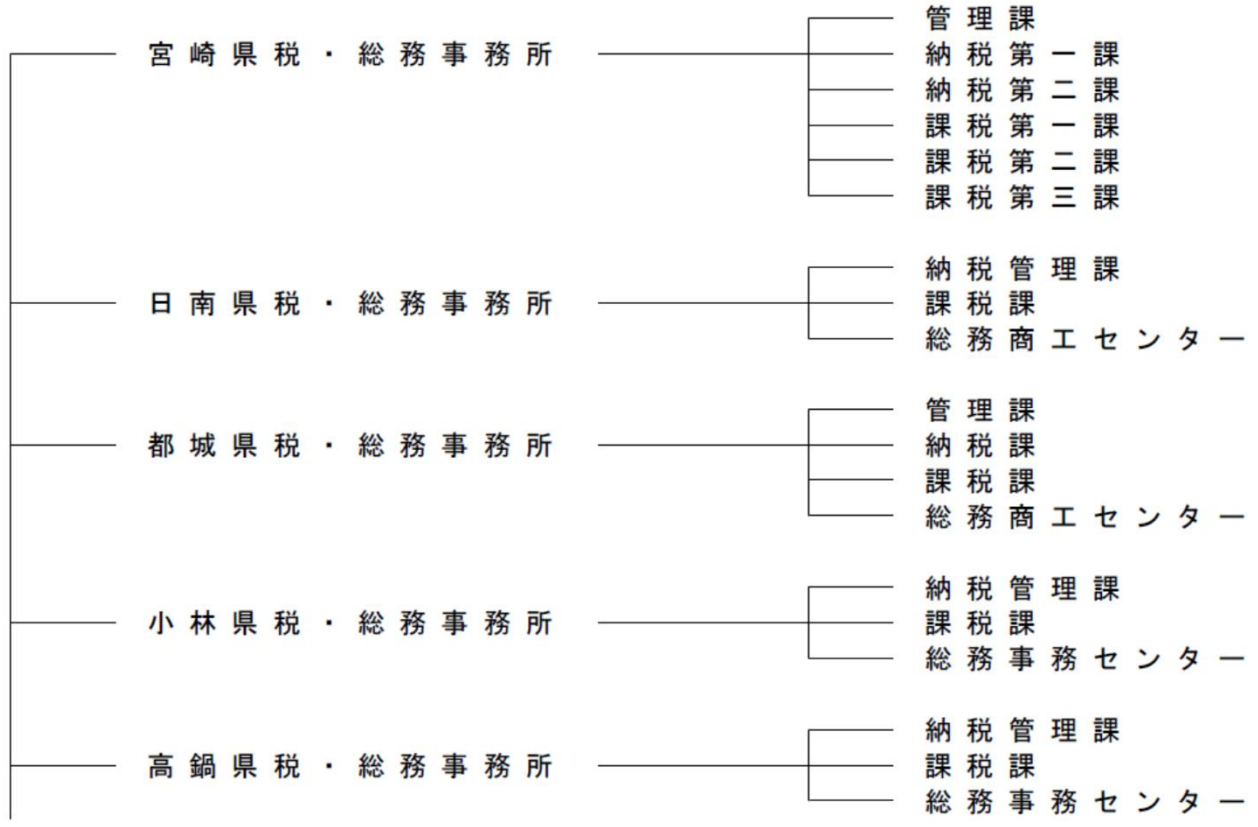 管理課
宮崎県税・総務事務所
納税第一課
納税第二課
課税第一課
課税第二課
課税第三課
納税管理課
日南県税・総務事務所
課税課
総務商工センター
管理課
都城県税・総務事務所
納税課
課税課
総務商工センター
納税管理課
小林県税・総務事務所
課税課
総務事務センター
納税管理課
高鍋県税・総務事務所
課税課
総務事務センター